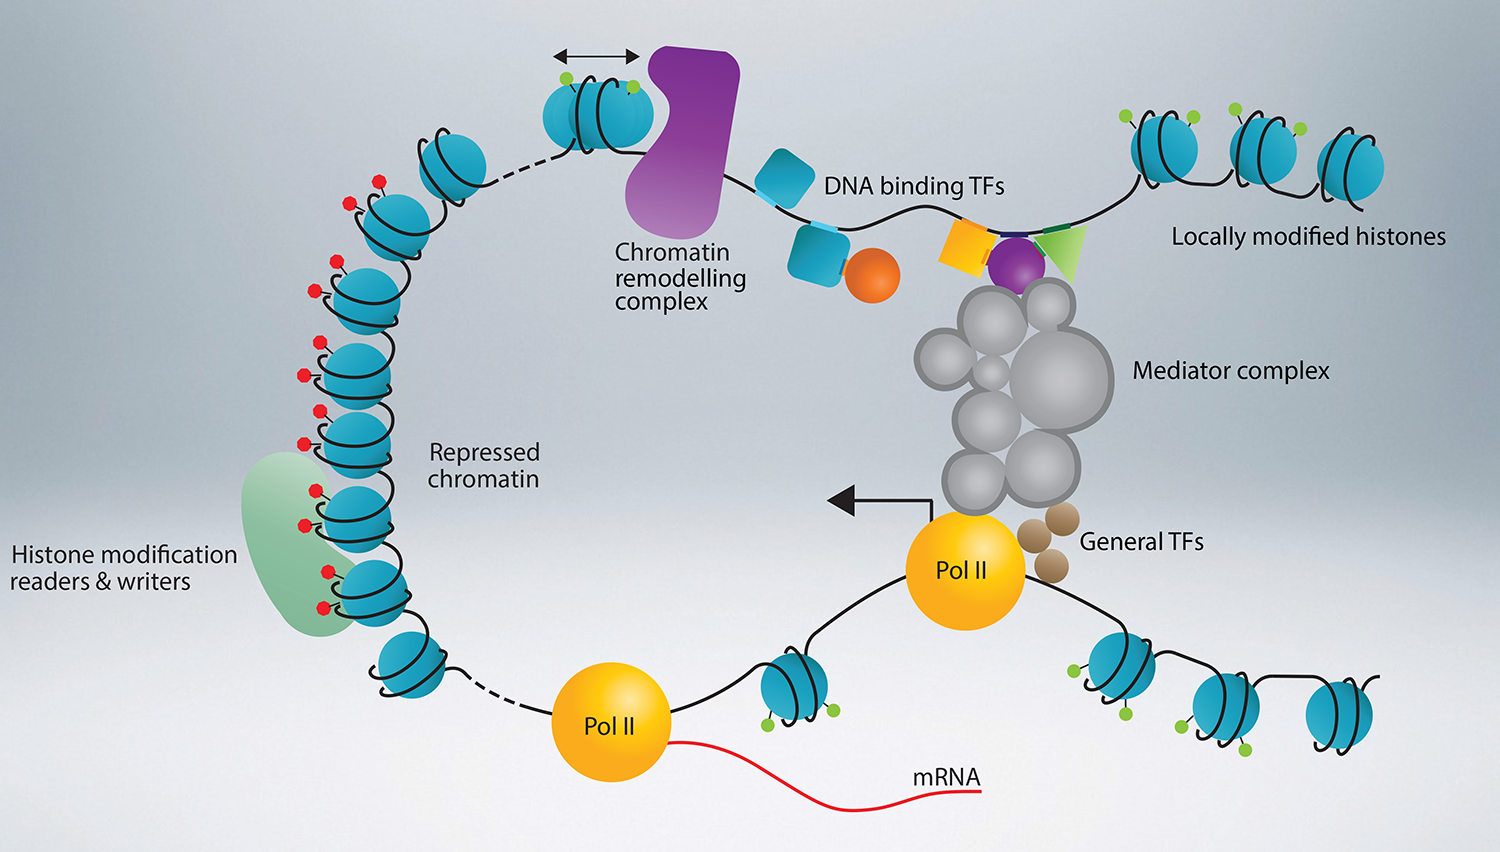 DNA binding TFs
Locally modified histones
Chromatin
remodelling
complex
Mediator complex
Repressed
chromatin
General TFs
Histone modification
readers & writers
Pol II
Pol II
mRNA